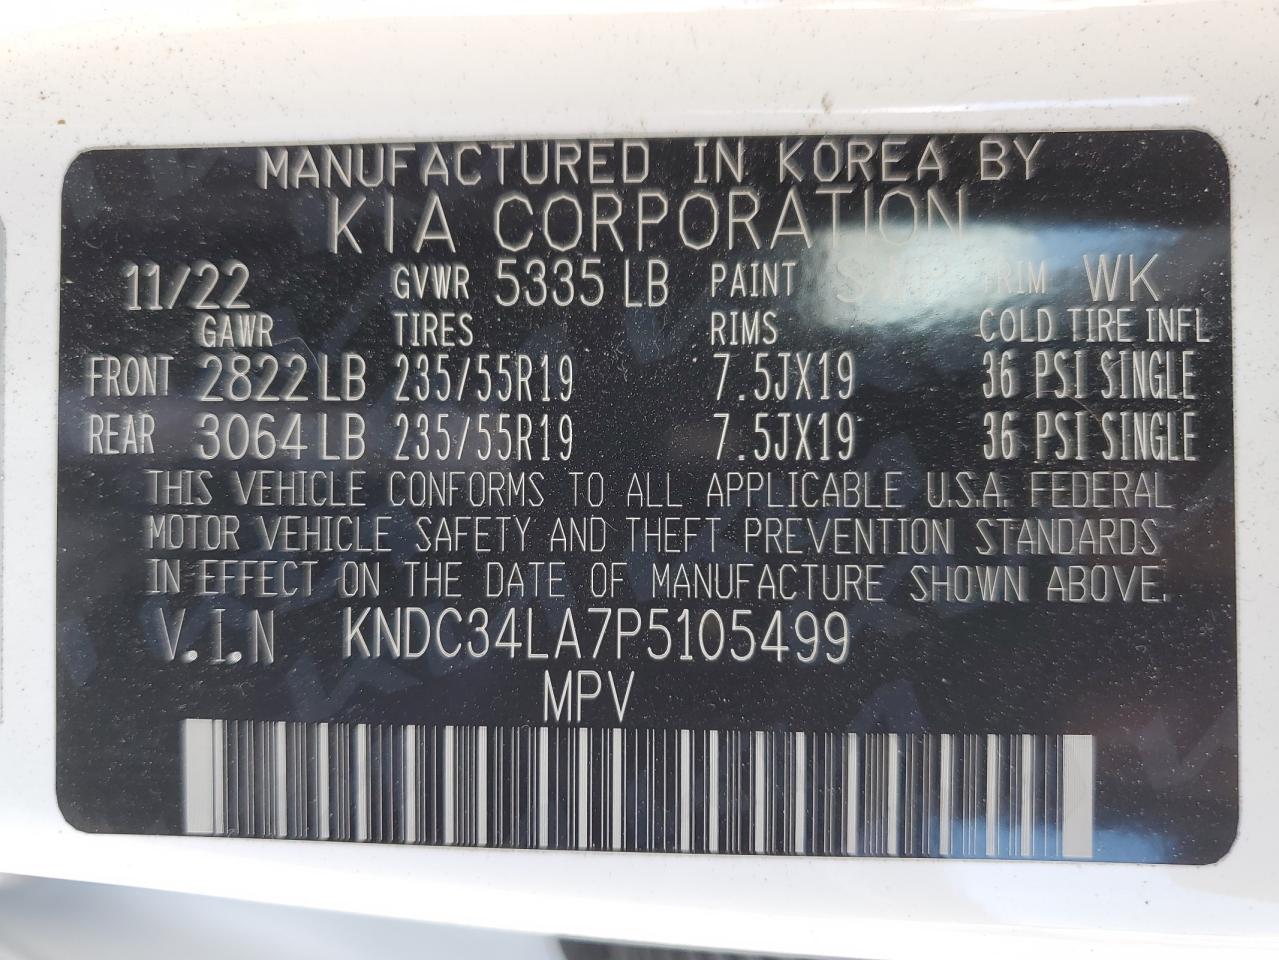 MANUFACTURED IN KOREA BY
KIA CORPORATION
11/22 GVWR 5335 LB PAINT TRIM WK
GAWR TIRES RIMS COLD TIRE INFL
FRONT 2822 LB 235/55R19 7.5JX19 36 PSI SINGLE
REAR 3064 LB 235/55R19 7.5JX19 36 PSI SINGLE
THIS VEHICLE CONFORMS TO ALL APPLICABLE U.S.A. FEDERAL
MOTOR VEHICLE SAFETY AND THEFT PREVENTION STANDARDS
IN EFFECT ON THE DATE OF MANUFACTURE SHOWN ABOVE.
V.I.N KNDC34LA7P5105499
MPV